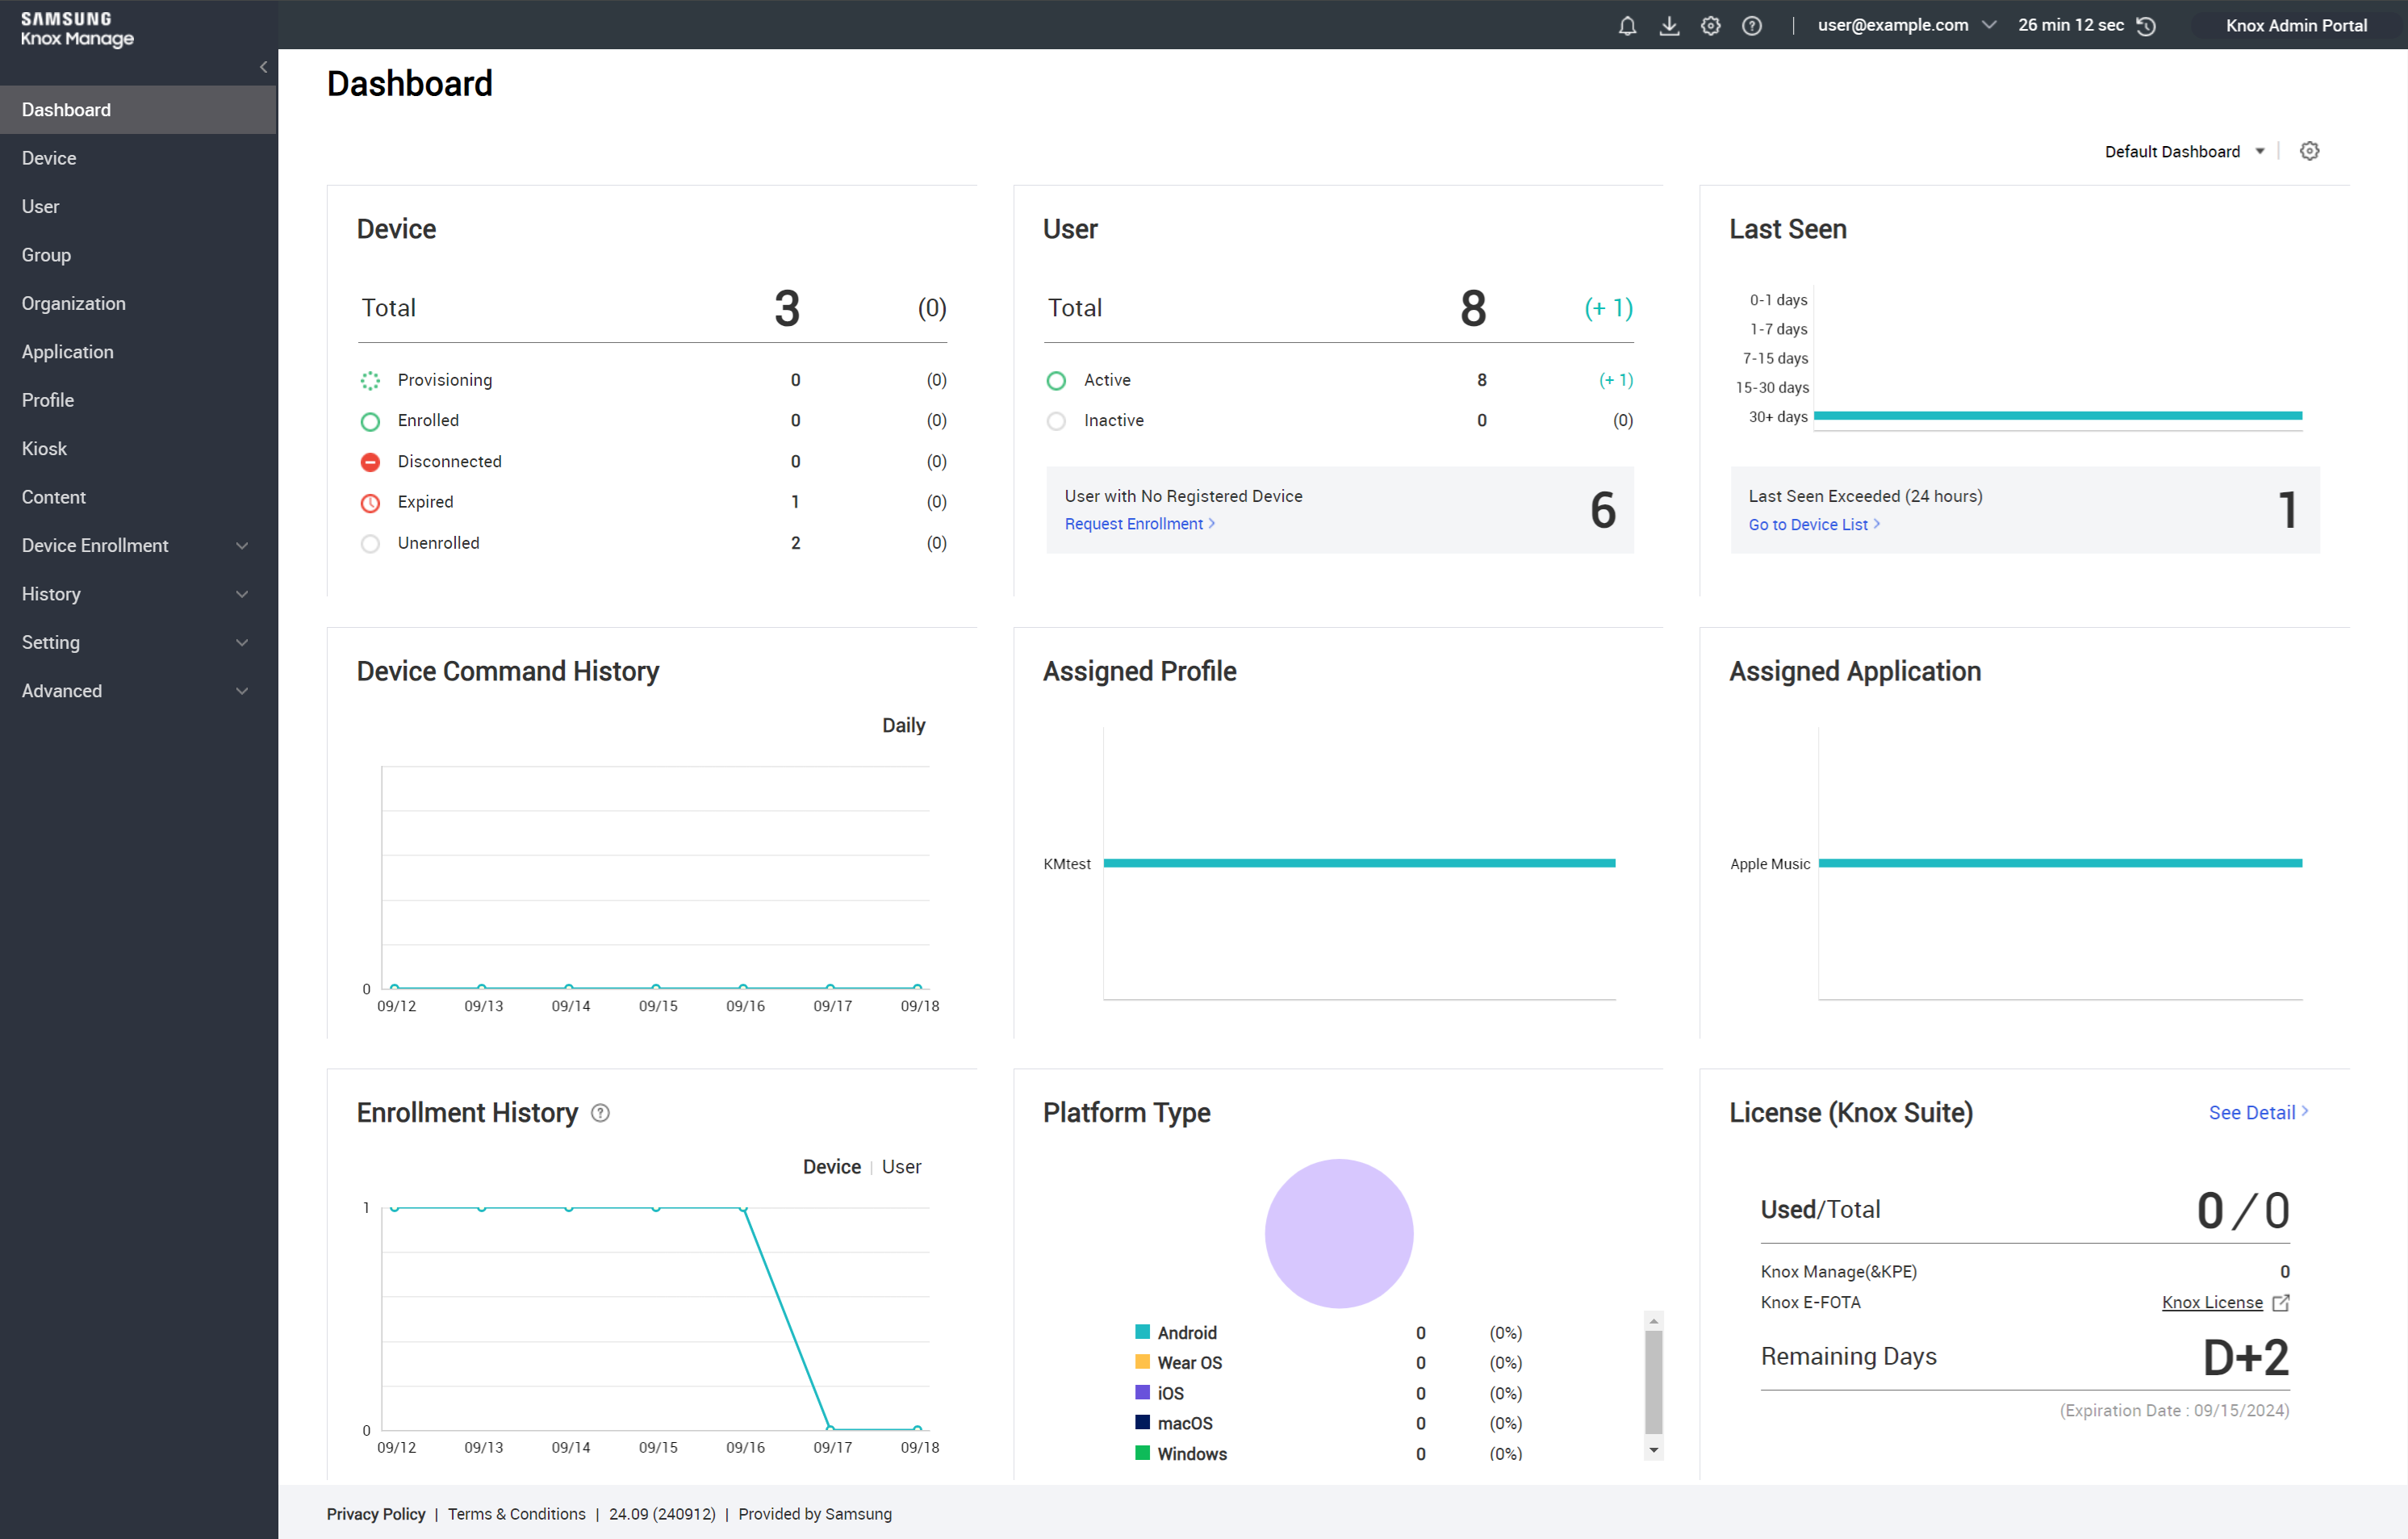 SAMSUNG
Knox Manage
user@example.com
26 min 12 sec
Knox Admin Portal
Dashboard
Device
User
Group
Organization
Application
Profile
Kiosk
Content
Device Enrollment
History
Setting
Advanced
Dashboard
Default Dashboard
Device
Total 3 (0)
Provisioning 0 (0)
Enrolled 0 (0)
Disconnected 0 (0)
Expired 1 (0)
Unenrolled 2 (0)
User
Total 8 (+ 1)
Active 8 (+ 1)
Inactive 0 (0)
User with No Registered Device
Request Enrollment >
6
Last Seen
0-1 days
1-7 days
7-15 days
15-30 days
30+ days
Last Seen Exceeded (24 hours)
Go to Device List >
1
Device Command History
Daily
0
09/12 09/13 09/14 09/15 09/16 09/17 09/18
Assigned Profile
KMtest
Assigned Application
Apple Music
Enrollment History ?
Device | User
1
0
09/12 09/13 09/14 09/15 09/16 09/17 09/18
Platform Type
Android 0 (0%)
Wear OS 0 (0%)
iOS 0 (0%)
macOS 0 (0%)
Windows 0 (0%)
License (Knox Suite)
See Detail >
Used/Total 0 / 0
Knox Manage(&KPE) 0
Knox E-FOTA Knox License
Remaining Days D+2
(Expiration Date : 09/15/2024)
Privacy Policy | Terms & Conditions | 24.09 (240912) | Provided by Samsung